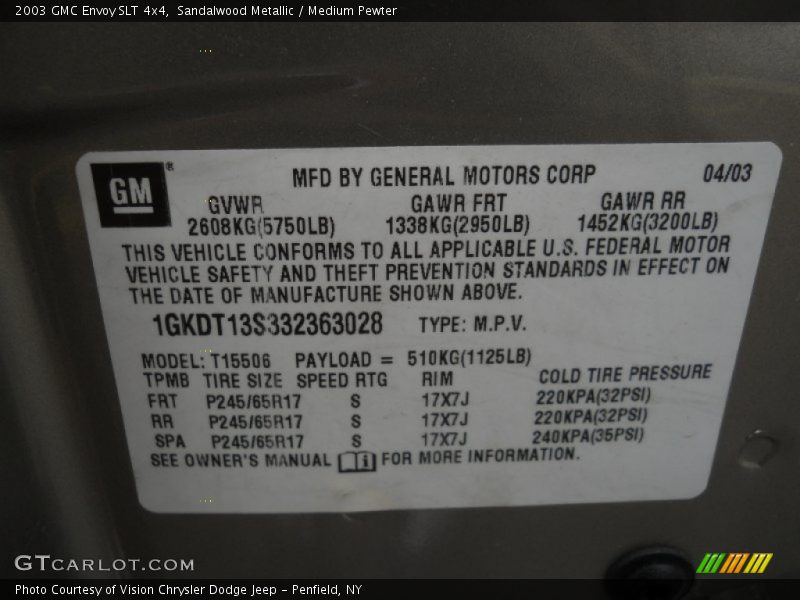 2003 GMC Envoy SLT 4x4, Sandalwood Metallic / Medium Pewter
GM®
MFD BY GENERAL MOTORS CORP 04/03
GVWR GAWR FRT GAWR RR
2608KG(5750LB) 1338KG(2950LB) 1452KG(3200LB)
THIS VEHICLE CONFORMS TO ALL APPLICABLE U.S. FEDERAL MOTOR
VEHICLE SAFETY AND THEFT PREVENTION STANDARDS IN EFFECT ON
THE DATE OF MANUFACTURE SHOWN ABOVE.
1GKDT13S332363028 TYPE: M.P.V.
MODEL: T15506 PAYLOAD = 510KG(1125LB)
TPMB TIRE SIZE SPEED RTG RIM COLD TIRE PRESSURE
FRT P245/65R17 S 17X7J 220KPA(32PSI)
RR P245/65R17 S 17X7J 220KPA(32PSI)
SPA P245/65R17 S 17X7J 240KPA(35PSI)
SEE OWNER'S MANUAL i FOR MORE INFORMATION.
GTCARLOT.COM
Photo Courtesy of Vision Chrysler Dodge Jeep - Penfield, NY